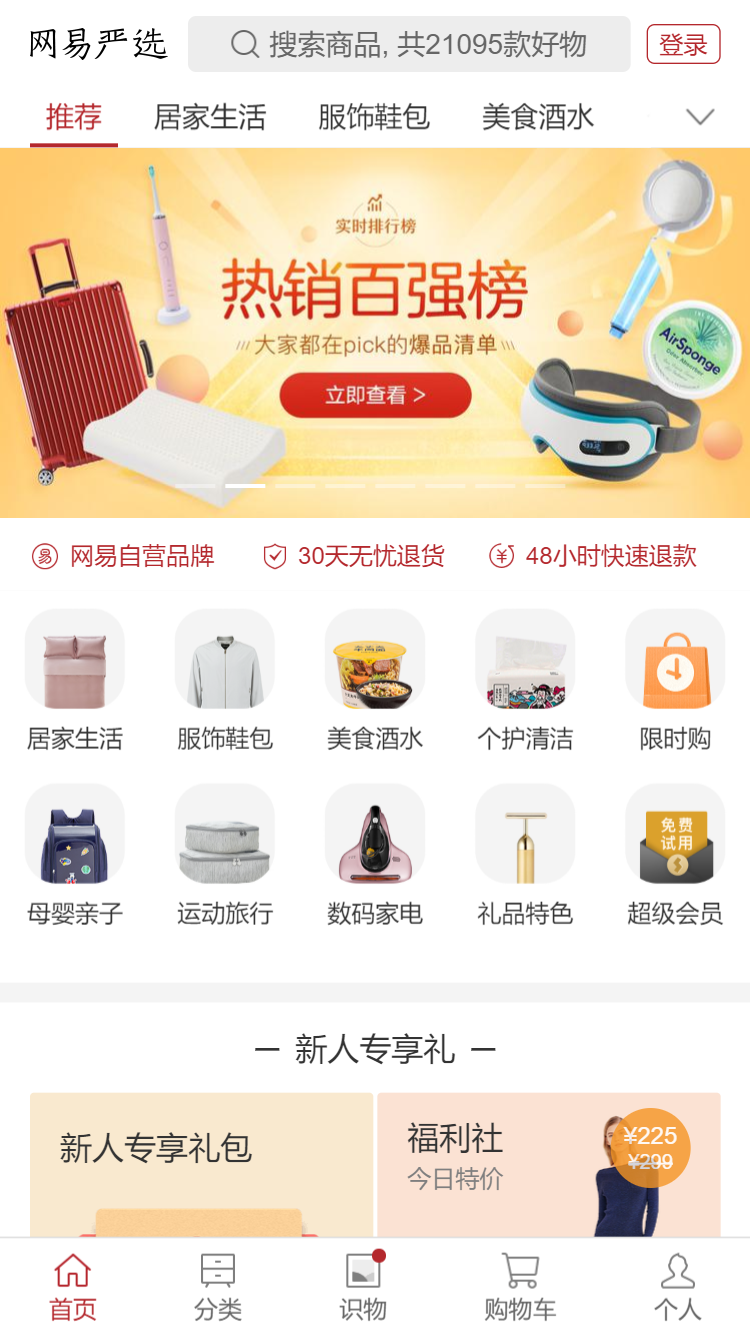 网易严选
搜索商品, 共21095款好物
登录
推荐
居家生活
服饰鞋包
美食酒水
实时排行榜
热销百强榜
大家都在pick的爆品清单
立即查看 >
AirSponge
Odor Absorber
网易自营品牌
30天无忧退货
48小时快速退款
居家生活
服饰鞋包
美食酒水
个护清洁
限时购
免费
试用
母婴亲子
运动旅行
数码家电
礼品特色
超级会员
新人专享礼
新人专享礼包
福利社
今日特价
¥225
¥299
首页
分类
识物
购物车
个人